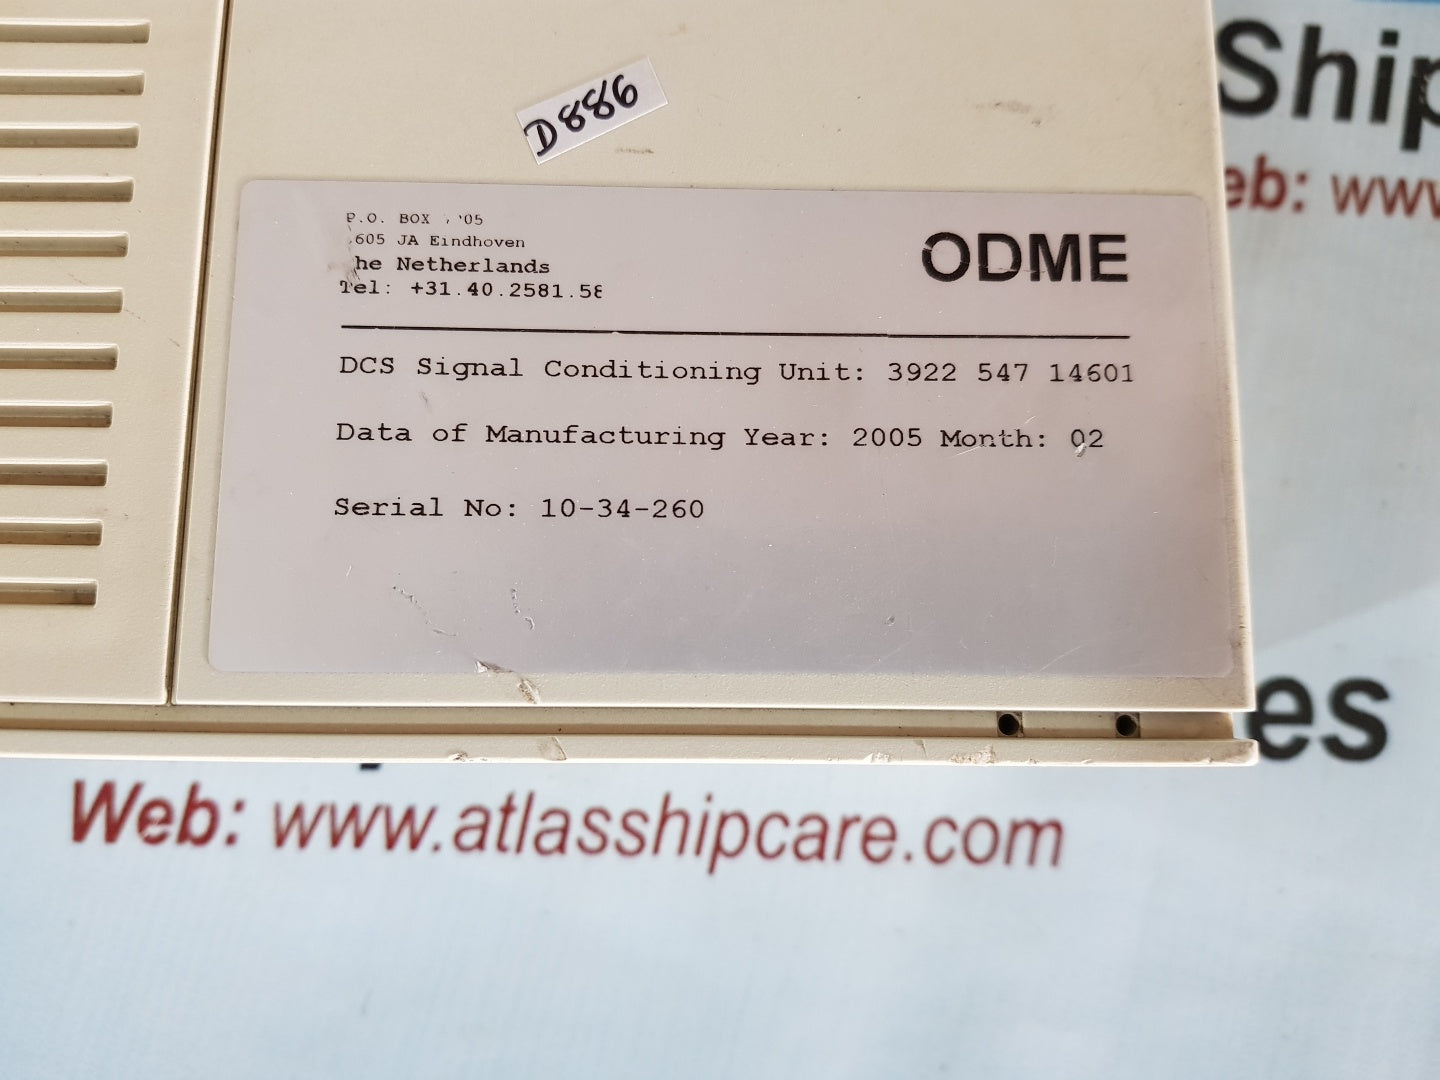 Ship
eb: www
D886
P.O. BOX
JA Eindhoven
he Netherlands
Tel: +31.40.2581.58
ODME
DCS Signal Conditioning Unit: 3922 547 14601
Data of Manufacturing Year: 2005 Month: 02
Serial No: 10-34-260
es
Web: www.atlasshipcare.com